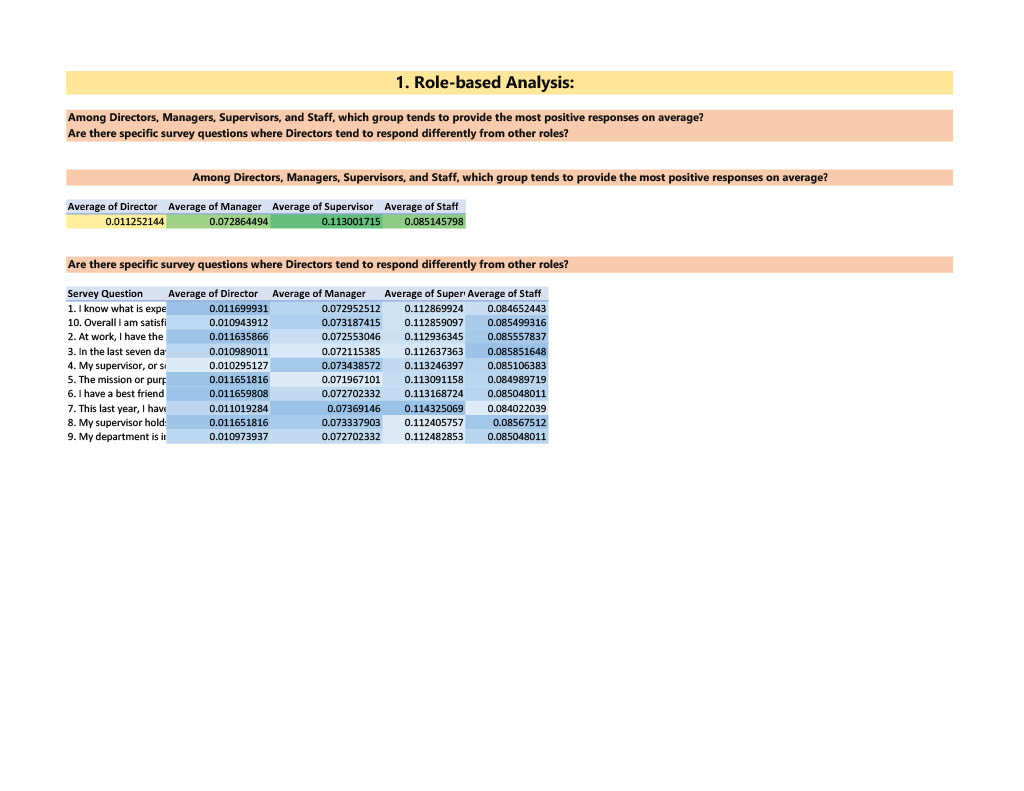 1. Role-based Analysis:
Among Directors, Managers, Supervisors, and Staff, which group tends to provide the most positive responses on average?
Are there specific survey questions where Directors tend to respond differently from other roles?
Among Directors, Managers, Supervisors, and Staff, which group tends to provide the most positive responses on average?
Average of Director Average of Manager Average of Supervisor Average of Staff
0.011252144 0.072864494 0.113001715 0.085145798
Are there specific survey questions where Directors tend to respond differently from other roles?
Servey Question Average of Director Average of Manager Average of Super Average of Staff
1. I know what is expe 0.011699931 0.072952512 0.112869924 0.084652443
10. Overall I am satisfi 0.010943912 0.073187415 0.112859097 0.085499316
2. At work, I have the 0.011635866 0.072553046 0.112936345 0.085557837
3. In the last seven da 0.010989011 0.072115385 0.112637363 0.085851648
4. My supervisor, or s 0.010295127 0.073438572 0.113246397 0.085106383
5. The mission or purp 0.011651816 0.071967101 0.113091158 0.084989719
6. I have a best friend 0.011659808 0.072702332 0.113168724 0.085048011
7. This last year, I have 0.011019284 0.07369146 0.114325069 0.084022039
8. My supervisor hold 0.011651816 0.073337903 0.112405757 0.08567512
9. My department is i 0.010973937 0.072702332 0.112482853 0.085048011